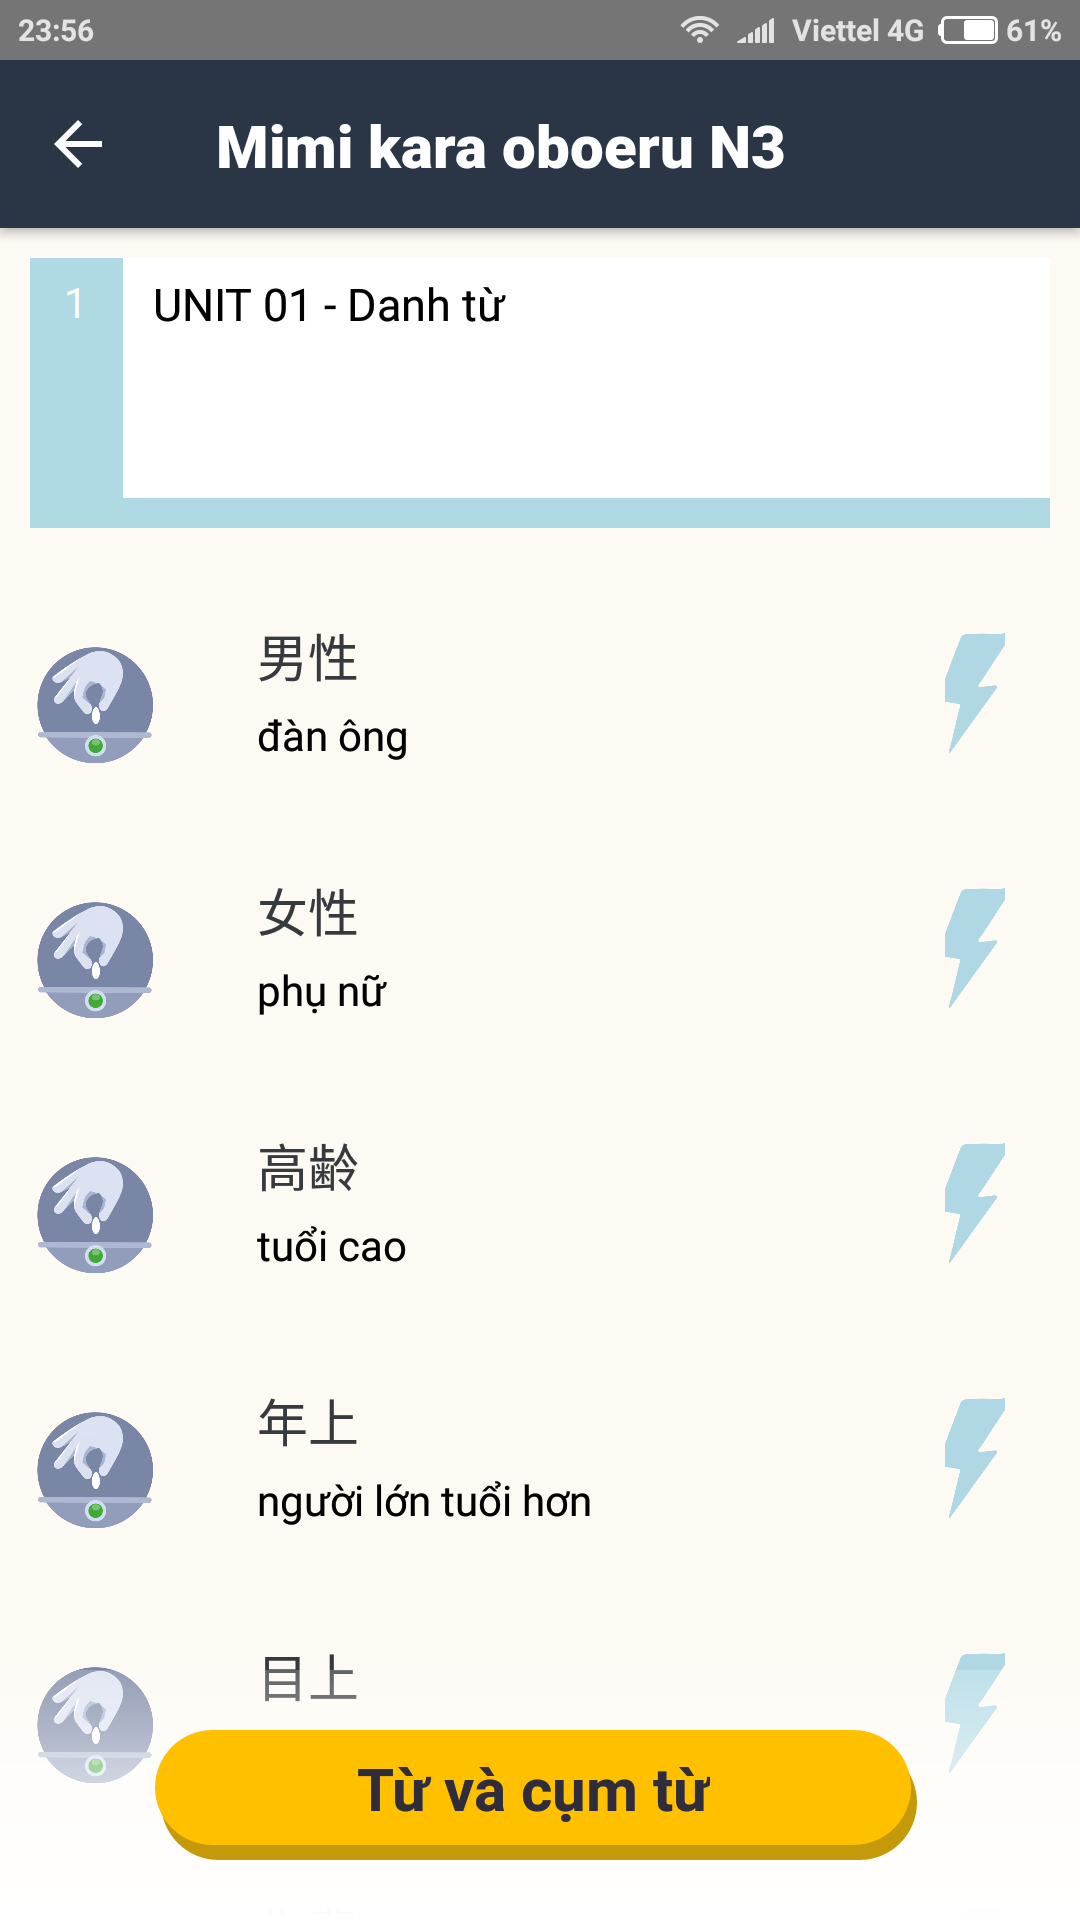 23:56 Viettel 4G 61%
Mimi kara oboeru N3
1 UNIT 01 - Danh từ
男性
đàn ông
女性
phụ nữ
高齢
tuổi cao
年上
người lớn tuổi hơn
目上
Từ và cụm từ